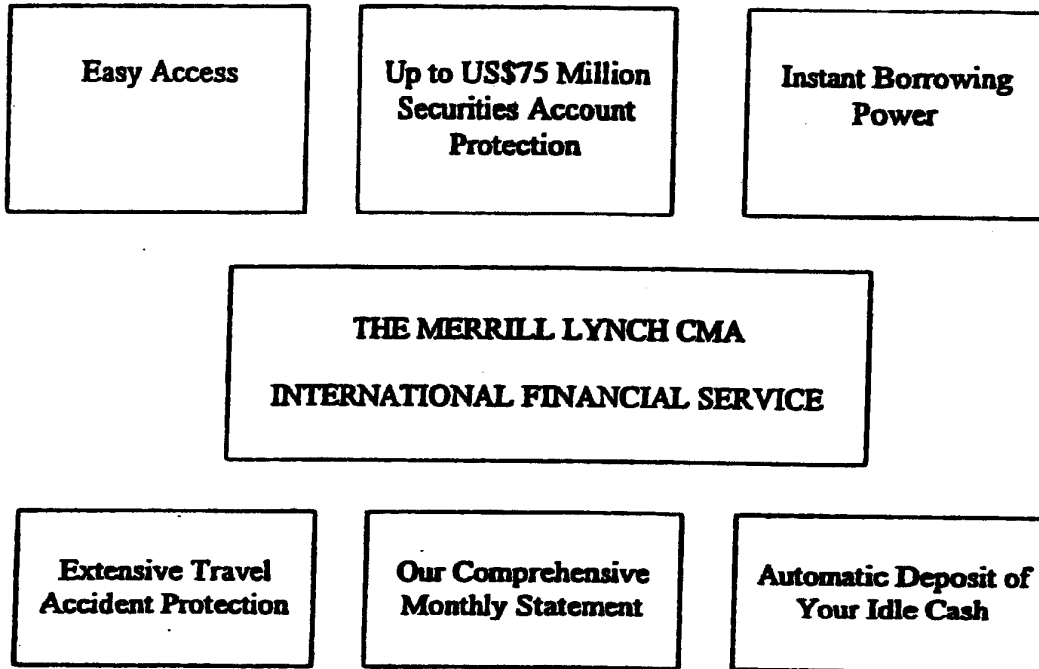 Easy Access
Up to US$75 Million
Securities Account
Protection
Instant Borrowing
Power
THE MERRILL LYNCH CMA
INTERNATIONAL FINANCIAL SERVICE
Extensive Travel
Accident Protection
Our Comprehensive
Monthly Statement
Automatic Deposit of
Your Idle Cash